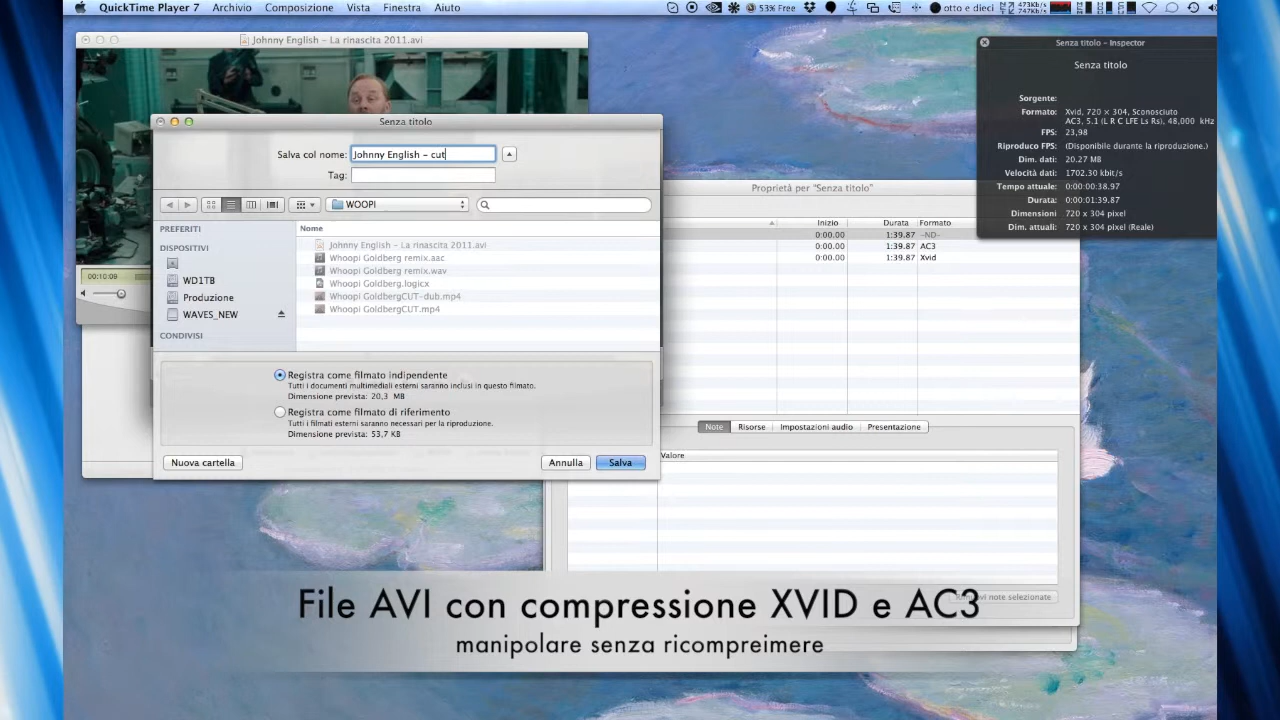 QuickTime Player 7 Archivio Composizione Vista Finestra Aiuto
53% Free
473Kb/s
747Kb/s
otto e dieci
Johnny English – La rinascita 2011.avi
Senza titolo – Inspector
Senza titolo
Sorgente:
Formato: Xvid, 720 × 304, Sconosciuto
AC3, 5.1 (L R C LFE Ls Rs), 48,000 kHz
FPS: 23,98
Riproduco FPS: (Disponibile durante la riproduzione.)
Dim. dati: 20.27 MB
Velocità dati: 1702.30 kbit/s
Tempo attuale: 0:00:00:38.97
Durata: 0:00:01:39.87
Dimensioni 720 x 304 pixel
Dim. attuali: 720 x 304 pixel (Reale)
Senza titolo
Salva col nome: Johnny English – cut
Tag:
WOOPI
PREFERITI
DISPOSITIVI
WD1TB
Produzione
WAVES_NEW
CONDIVISI
Nome
Johnny English – La rinascita 2011.avi
Whoopi Goldberg remix.aac
Whoopi Goldberg remix.wav
Whoopi Goldberg.logicx
Whoopi GoldbergCUT-dub.mp4
Whoopi GoldbergCUT.mp4
00:10:09
Registra come filmato indipendente
Tutti i documenti multimediali esterni saranno inclusi in questo filmato.
Dimensione prevista: 20,3 MB
Registra come filmato di riferimento
Tutti i filmati esterni saranno necessari per la riproduzione.
Dimensione prevista: 53,7 KB
Nuova cartella Annulla Salva
Proprietà per "Senza titolo"
Inizio Durata Formato
0:00.00 1:39.87 -ND-
0:00.00 1:39.87 AC3
0:00.00 1:39.87 Xvid
Note Risorse Impostazioni audio Presentazione
Valore
note selezionate
File AVI con compressione XVID e AC3
manipolare senza ricompreimere